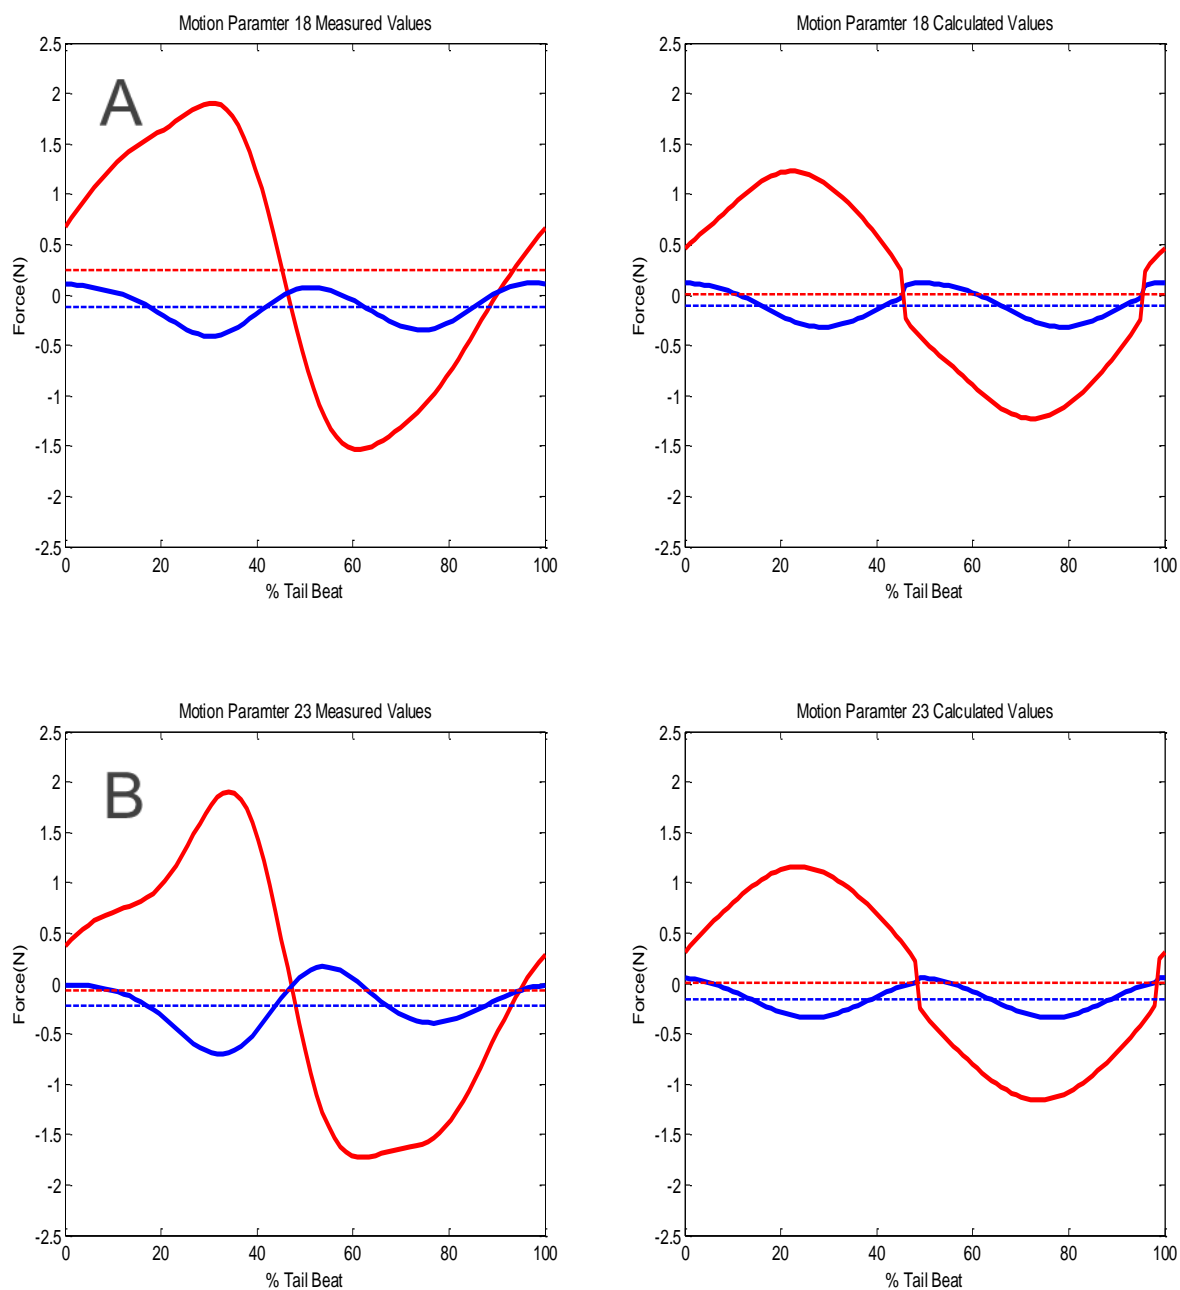 Motion Paramter 18 Measured Values
2.5
2
1.5
1
0.5
0
-0.5
-1
-1.5
-2
-2.5
Force(N)
A
0 20 40 60 80 100
% Tail Beat
Motion Paramter 18 Calculated Values
2.5
2
1.5
1
0.5
0
-0.5
-1
-1.5
-2
-2.5
Force(N)
0 20 40 60 80 100
% Tail Beat
Motion Paramter 23 Measured Values
2.5
2
1.5
1
0.5
0
-0.5
-1
-1.5
-2
-2.5
Force(N)
B
0 20 40 60 80 100
% Tail Beat
Motion Paramter 23 Calculated Values
2.5
2
1.5
1
0.5
0
-0.5
-1
-1.5
-2
-2.5
Force(N)
0 20 40 60 80 100
% Tail Beat